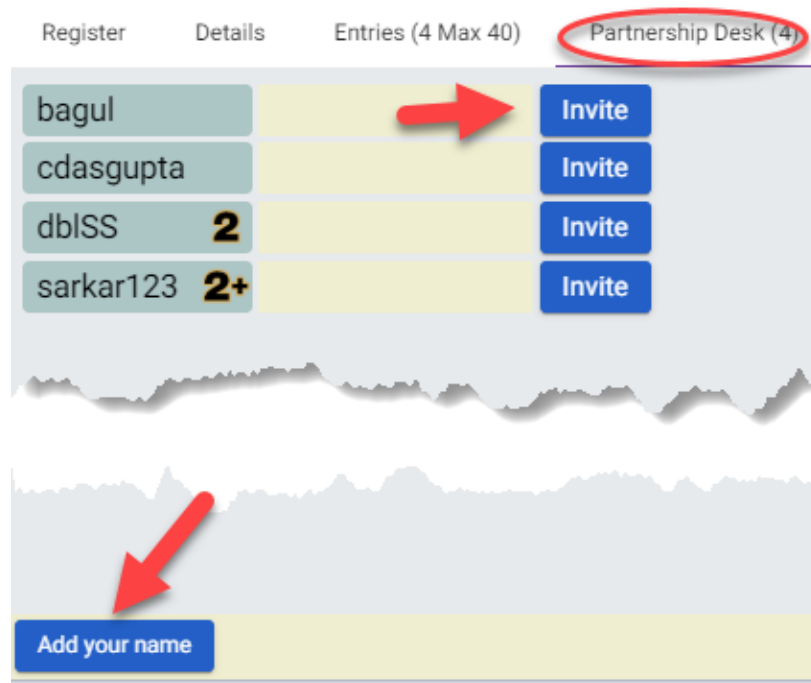 Register Details Entries (4 Max 40) Partnership Desk (4)
bagul Invite
cdasgupta Invite
dblSS 2 Invite
sarkar123 2+ Invite
Add your name